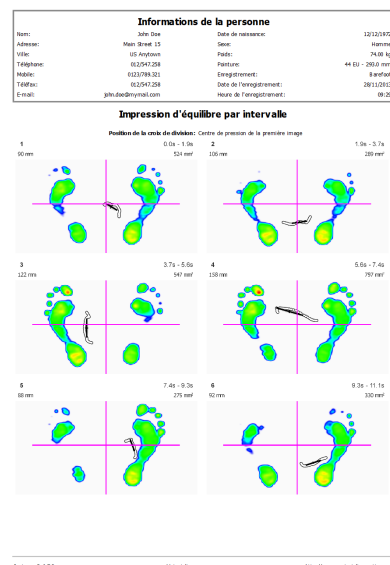 Informations de la personne
Nom: John Doe Date de naissance: 12/12/1972
Adresse: Main Street 15 Sexe: Homme
Ville: US Anytown Poids: 74.00 kg
Téléphone: 012/547.258 Pointure: 44 EU - 293.0 mm
Mobile: 0123/789.321 Enregistrement: Barefoot
Téléfax: 012/547.258 Date de l'enregistrement: 28/11/2013
E-mail: john.doe@mymail.com Heure de l'enregistrement: 09:29
Impression d'équilibre par intervalle
Position de la croix de division: Centre de pression de la première image
1 0.0s - 1.9s 2 1.9s - 3.7s
90 mm 524 mm² 106 mm 289 mm²
3 3.7s - 5.6s 4 5.6s - 7.4s
122 mm 547 mm² 158 mm 797 mm²
5 7.4s - 9.3s 6 9.3s - 11.1s
88 mm 275 mm² 92 mm 330 mm²